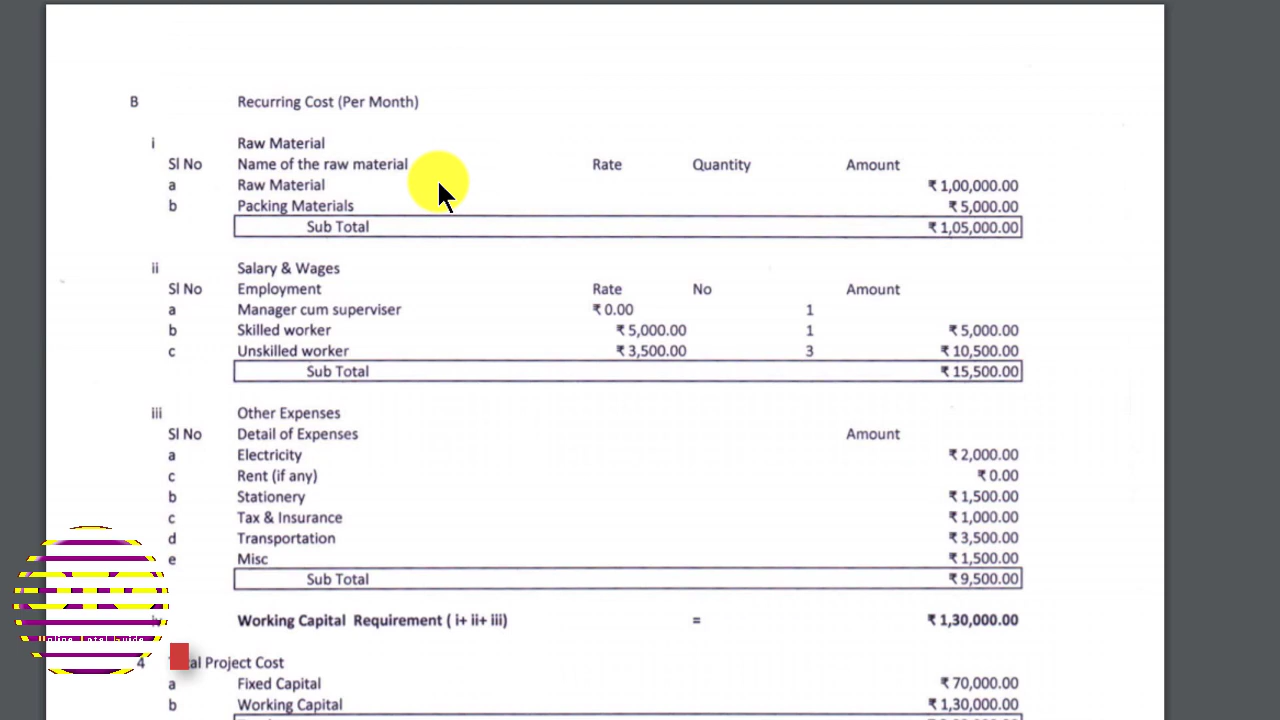 B Recurring Cost (Per Month)
i Raw Material
Sl No Name of the raw material Rate Quantity Amount
a Raw Material ₹ 1,00,000.00
b Packing Materials ₹ 5,000.00
Sub Total ₹ 1,05,000.00
ii Salary & Wages
Sl No Employment Rate No Amount
a Manager cum superviser ₹ 0.00 1
b Skilled worker ₹ 5,000.00 1 ₹ 5,000.00
c Unskilled worker ₹ 3,500.00 3 ₹ 10,500.00
Sub Total ₹ 15,500.00
iii Other Expenses
Sl No Detail of Expenses Amount
a Electricity ₹ 2,000.00
c Rent (if any) ₹ 0.00
b Stationery ₹ 1,500.00
c Tax & Insurance ₹ 1,000.00
d Transportation ₹ 3,500.00
e Misc ₹ 1,500.00
Sub Total ₹ 9,500.00
Working Capital Requirement ( i+ ii+ iii) = ₹ 1,30,000.00
4 Project Cost
a Fixed Capital ₹ 70,000.00
b Working Capital ₹ 1,30,000.00